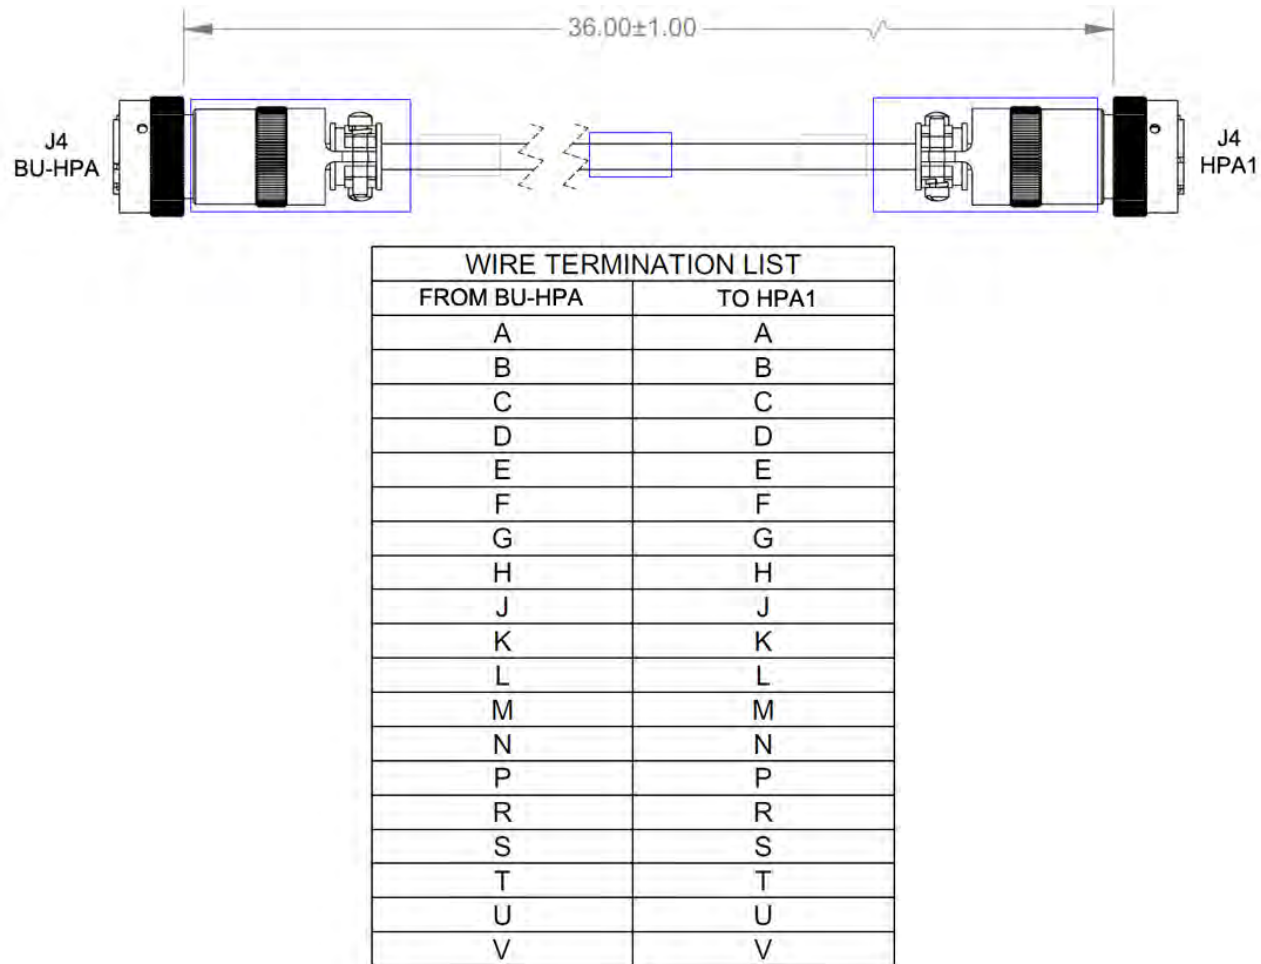 36.00±1.00
J4
BU-HPA
J4
HPA1
WIRE TERMINATION LIST
FROM BU-HPA TO HPA1
A A
B B
C C
D D
E E
F F
G G
H H
J J
K K
L L
M M
N N
P P
R R
S S
T T
U U
V V